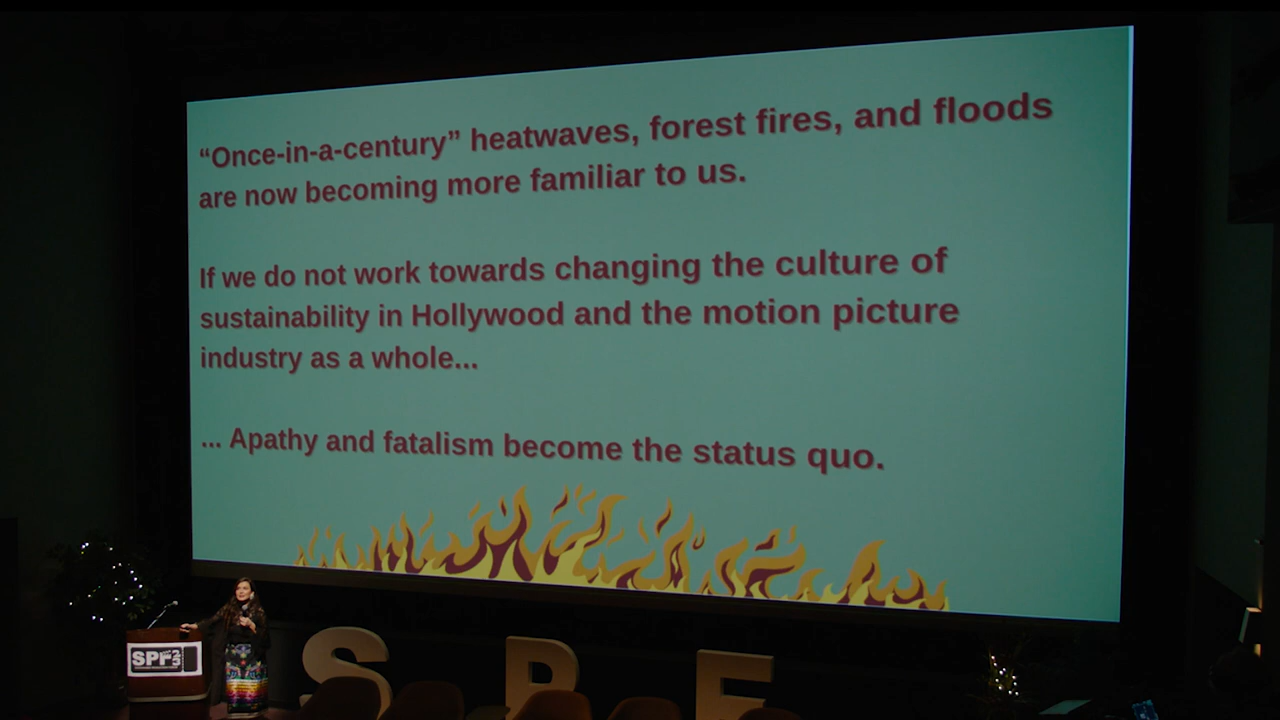 “Once-in-a-century” heatwaves, forest fires, and floods
are now becoming more familiar to us.
If we do not work towards changing the culture of
sustainability in Hollywood and the motion picture
industry as a whole...
... Apathy and fatalism become the status quo.
SPF
S P F